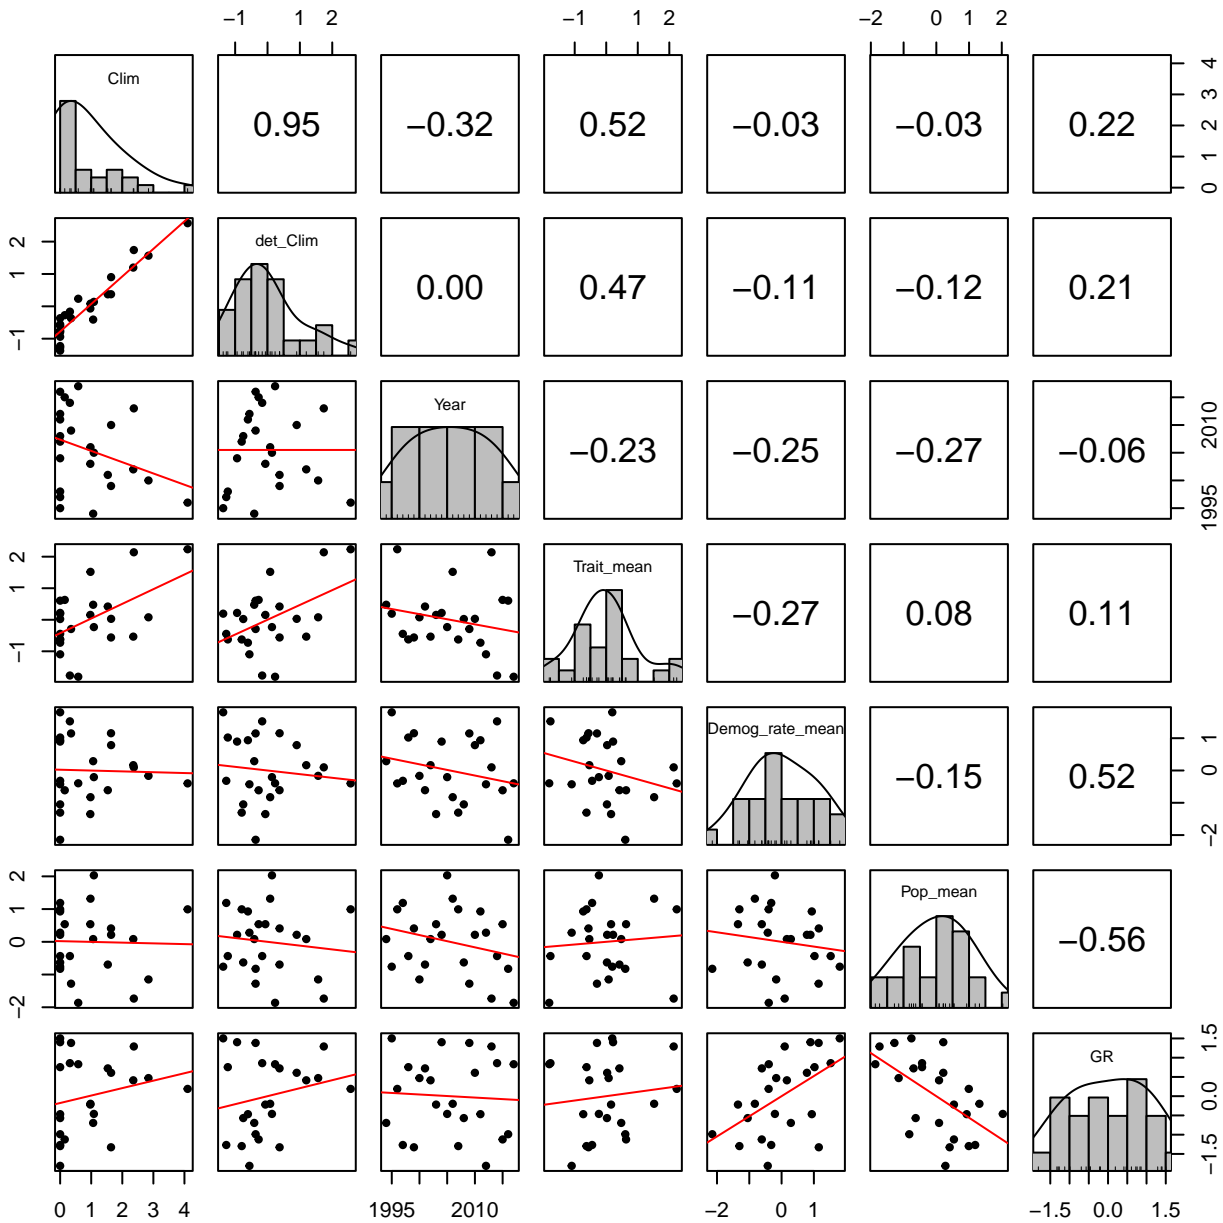 −1 1 2 −1 1 2 −2 0 2
Clim
0.95 −0.32 0.52 −0.03 −0.03 0.22
0 1 2 3 4
det_Clim
−1 1 2
0.00 0.47 −0.11 −0.12 0.21
Year
−0.23 −0.25 −0.27 −0.06
1995 2010
Trait_mean
−1 1 2
−0.27 0.08 0.11
Demog_rate_mean
−0.15 0.52
−2 0 1
Pop_mean
−2 0 1 2
−0.56
GR
−1.5 0.0 1.5
0 1 2 3 4 1995 2010 −2 0 1 −1.5 0.0 1.5